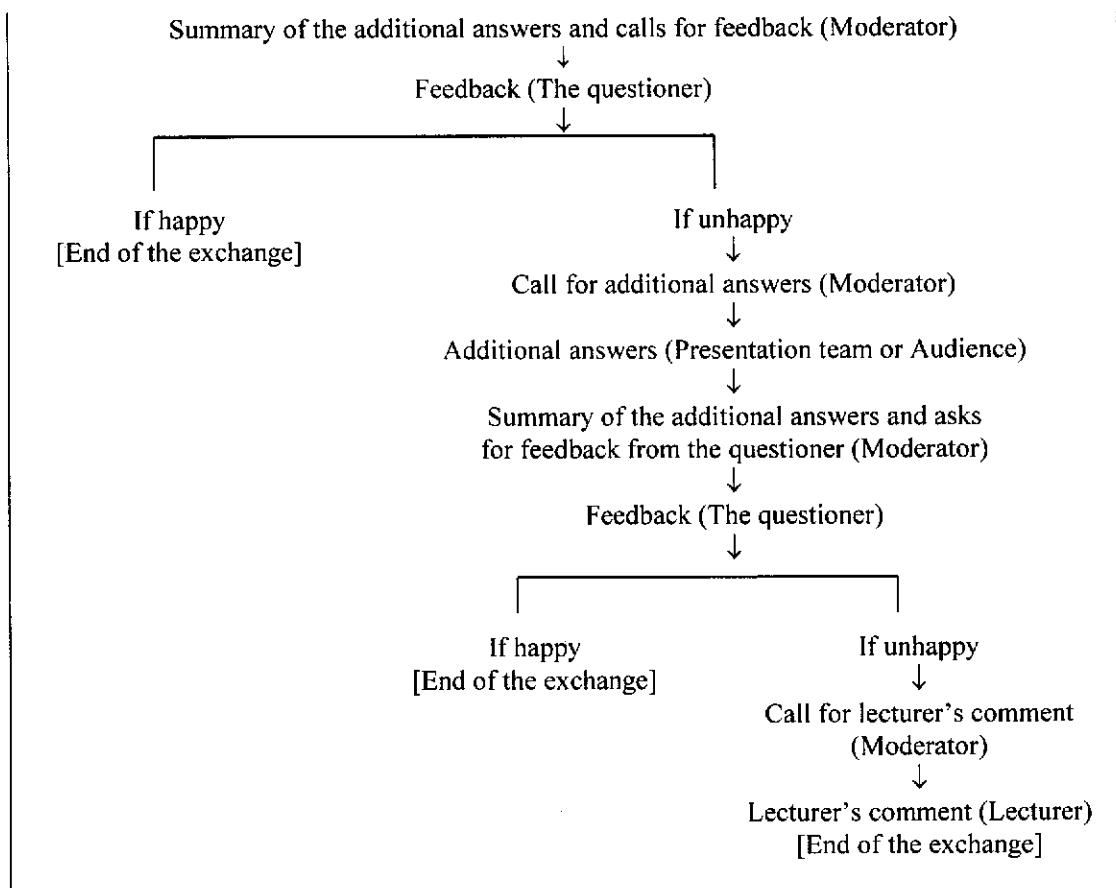 Summary of the additional answers and calls for feedback (Moderator)
Feedback (The questioner)
If happy
[End of the exchange]
If unhappy
Call for additional answers (Moderator)
Additional answers (Presentation team or Audience)
Summary of the additional answers and asks
for feedback from the questioner (Moderator)
Feedback (The questioner)
If happy
[End of the exchange]
If unhappy
Call for lecturer's comment
(Moderator)
Lecturer's comment (Lecturer)
[End of the exchange]